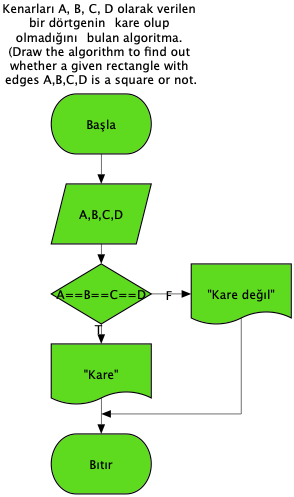 Kenarları A, B, C, D olarak verilen
bir dörtgenin kare olup
olmadığını bulan algoritma.
(Draw the algorithm to find out
whether a given rectangle with
edges A,B,C,D is a square or not.
Başla
A,B,C,D
A==B==C==D
F
"Kare değıl"
T
"Kare"
Bıtır